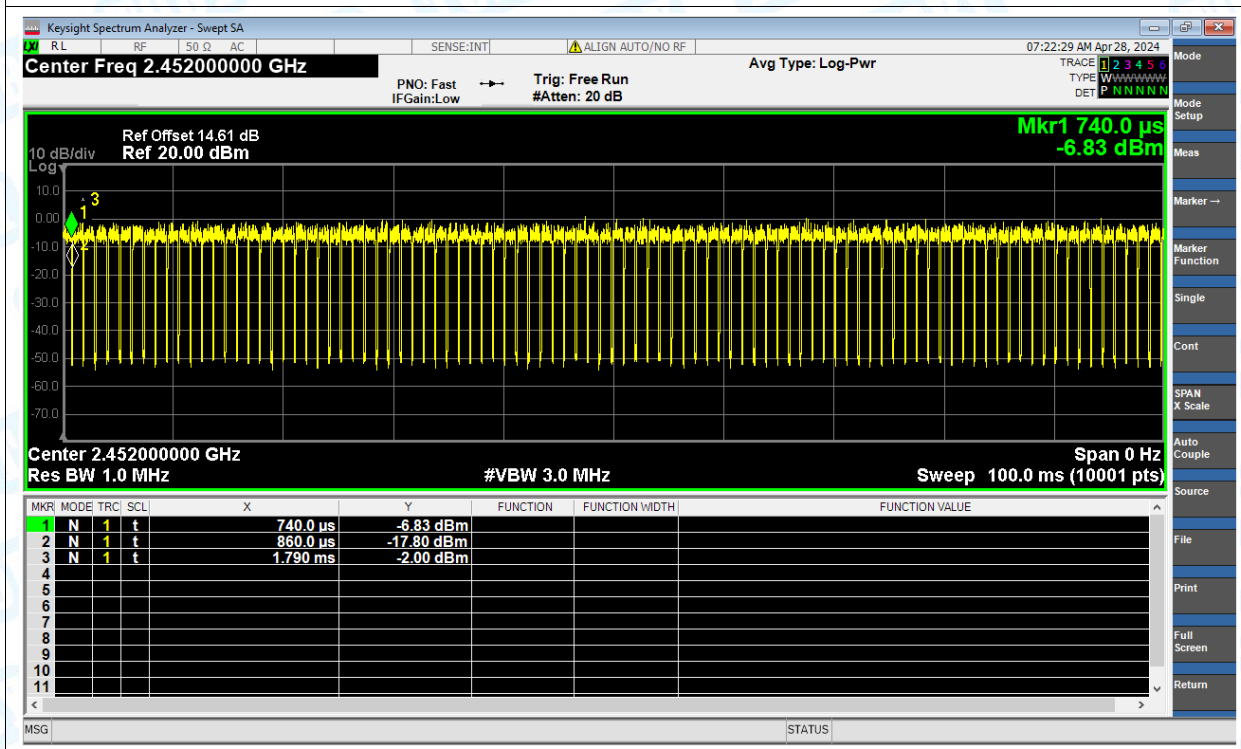 Keysight Spectrum Analyzer - Swept SA
LXI RL RF 50 Ω AC SENSE:INT ALIGN AUTO/NO RF 07:22:29 AM Apr 28, 2024
Center Freq 2.452000000 GHz
PNO: Fast
IFGain:Low
Trig: Free Run
#Atten: 20 dB
Avg Type: Log-Pwr
TRACE 1 2 3 4 5 6
TYPE WWWWWW
DET P N N N N N
Ref Offset 14.61 dB
10 dB/div Ref 20.00 dBm
Log
Mkr1 740.0 µs
-6.83 dBm
10.0
0.00
-10.0
-20.0
-30.0
-40.0
-50.0
-60.0
-70.0
1
2
3
Center 2.452000000 GHz Span 0 Hz
Res BW 1.0 MHz #VBW 3.0 MHz Sweep 100.0 ms (10001 pts)
MKR MODE TRC SCL X Y FUNCTION FUNCTION WIDTH FUNCTION VALUE
1 N 1 t 740.0 µs -6.83 dBm
2 N 1 t 860.0 µs -17.80 dBm
3 N 1 t 1.790 ms -2.00 dBm
4
5
6
7
8
9
10
11
MSG STATUS
Mode
Mode
Setup
Meas
Marker →
Marker
Function
Single
Cont
SPAN
X Scale
Auto
Couple
Source
File
Print
Full
Screen
Return